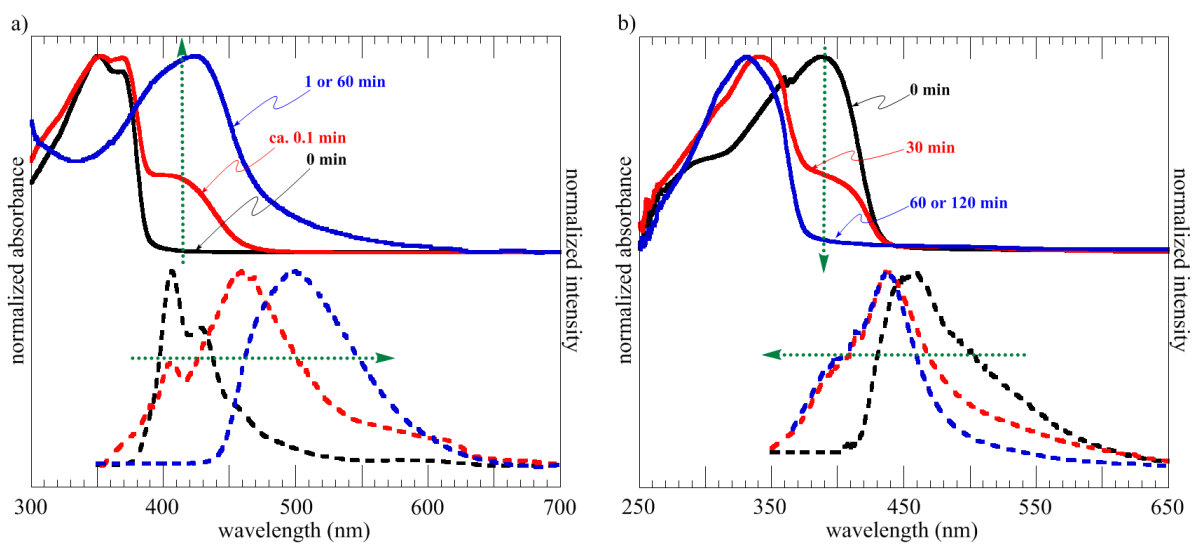 a)
1 or 60 min
ca. 0.1 min
0 min
normalized absorbance
normalized intensity
300 400 500 600 700
wavelength (nm)
b)
0 min
30 min
60 or 120 min
normalized absorbance
normalized intensity
250 350 450 550 650
wavelength (nm)